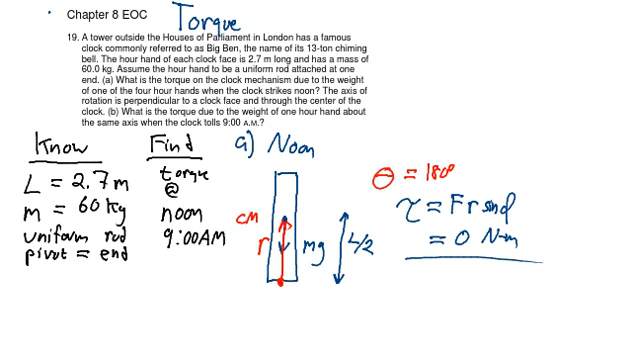 • Chapter 8 EOC
Torque
19. A tower outside the Houses of Parliament in London has a famous
clock commonly referred to as Big Ben, the name of its 13-ton chiming
bell. The hour hand of each clock face is 2.7 m long and has a mass of
60.0 kg. Assume the hour hand to be a uniform rod attached at one
end. (a) What is the torque on the clock mechanism due to the weight
of one of the four hour hands when the clock strikes noon? The axis of
rotation is perpendicular to a clock face and through the center of the
clock. (b) What is the torque due to the weight of one hour hand about
the same axis when the clock tolls 9:00 A.M.?
Know
L = 2.7 m
m = 60 kg
uniform rod
pivot = end
Find
torque
@
noon
9:00AM
a) Noon
CM
r
mg
L/2
θ = 180°
τ = F r sinθ
= 0 N-m